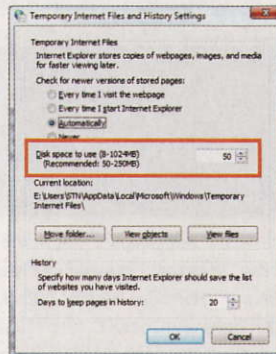 Temporary Internet Files and History Settings
Temporary Internet Files
Internet Explorer stores copies of webpages, images, and media
for faster viewing later.
Check for newer versions of stored pages:
Every time I visit the webpage
Every time I start Internet Explorer
Automatically
Never
Disk space to use (8-1024MB)
(Recommended: 50-250MB)
50
Current location:
E:\Users\STN\AppData\Local\Microsoft\Windows\Temporary
Internet Files\
Move folder...
View objects
View files
History
Specify how many days Internet Explorer should save the list
of websites you have visited.
Days to keep pages in history:
20
OK
Cancel